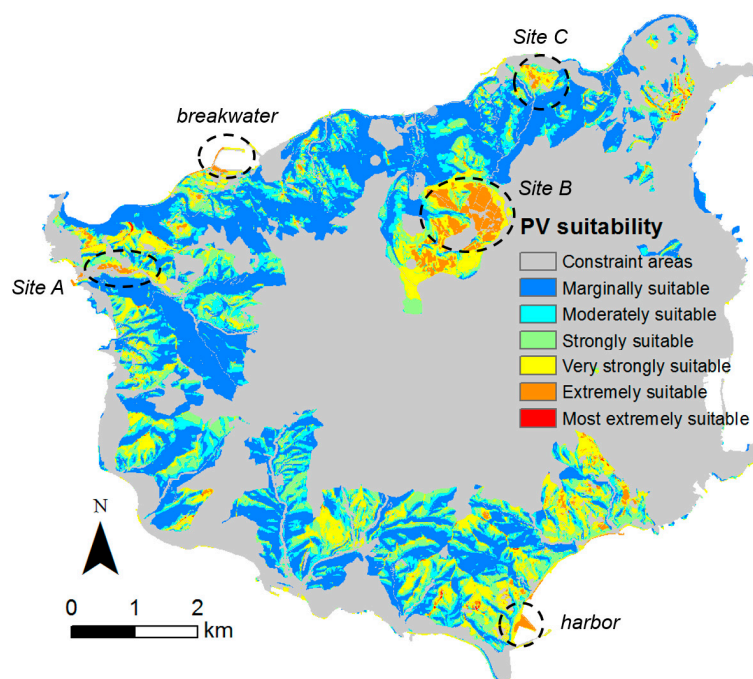 Site C
breakwater
Site B
PV suitability
Constraint areas
Marginally suitable
Moderately suitable
Strongly suitable
Very strongly suitable
Extremely suitable
Most extremely suitable
Site A
N
0 1 2
km
harbor